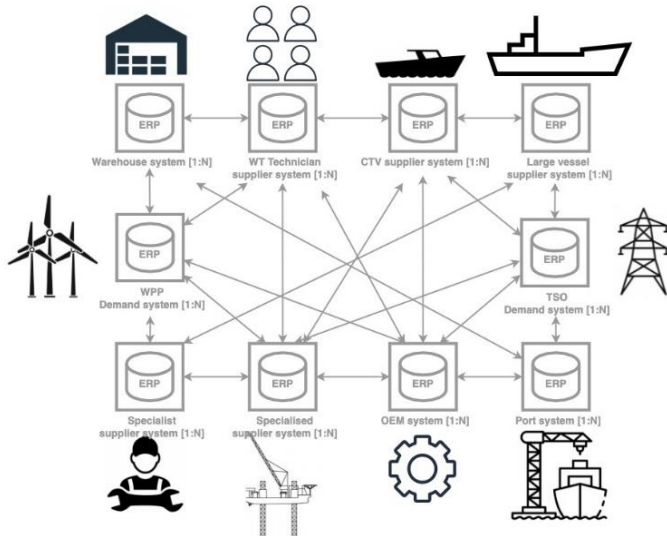 ERP
ERP
ERP
ERP
Warehouse system [1:N]
WT Technician
supplier system [1:N]
CTV supplier system [1:N]
Large vessel
supplier system [1:N]
ERP
ERP
WPP
Demand system [1:N]
TSO
Demand system [1:N]
ERP
ERP
ERP
ERP
Specialist
supplier system [1:N]
Specialised
supplier system [1:N]
OEM system [1:N]
Port system [1:N]